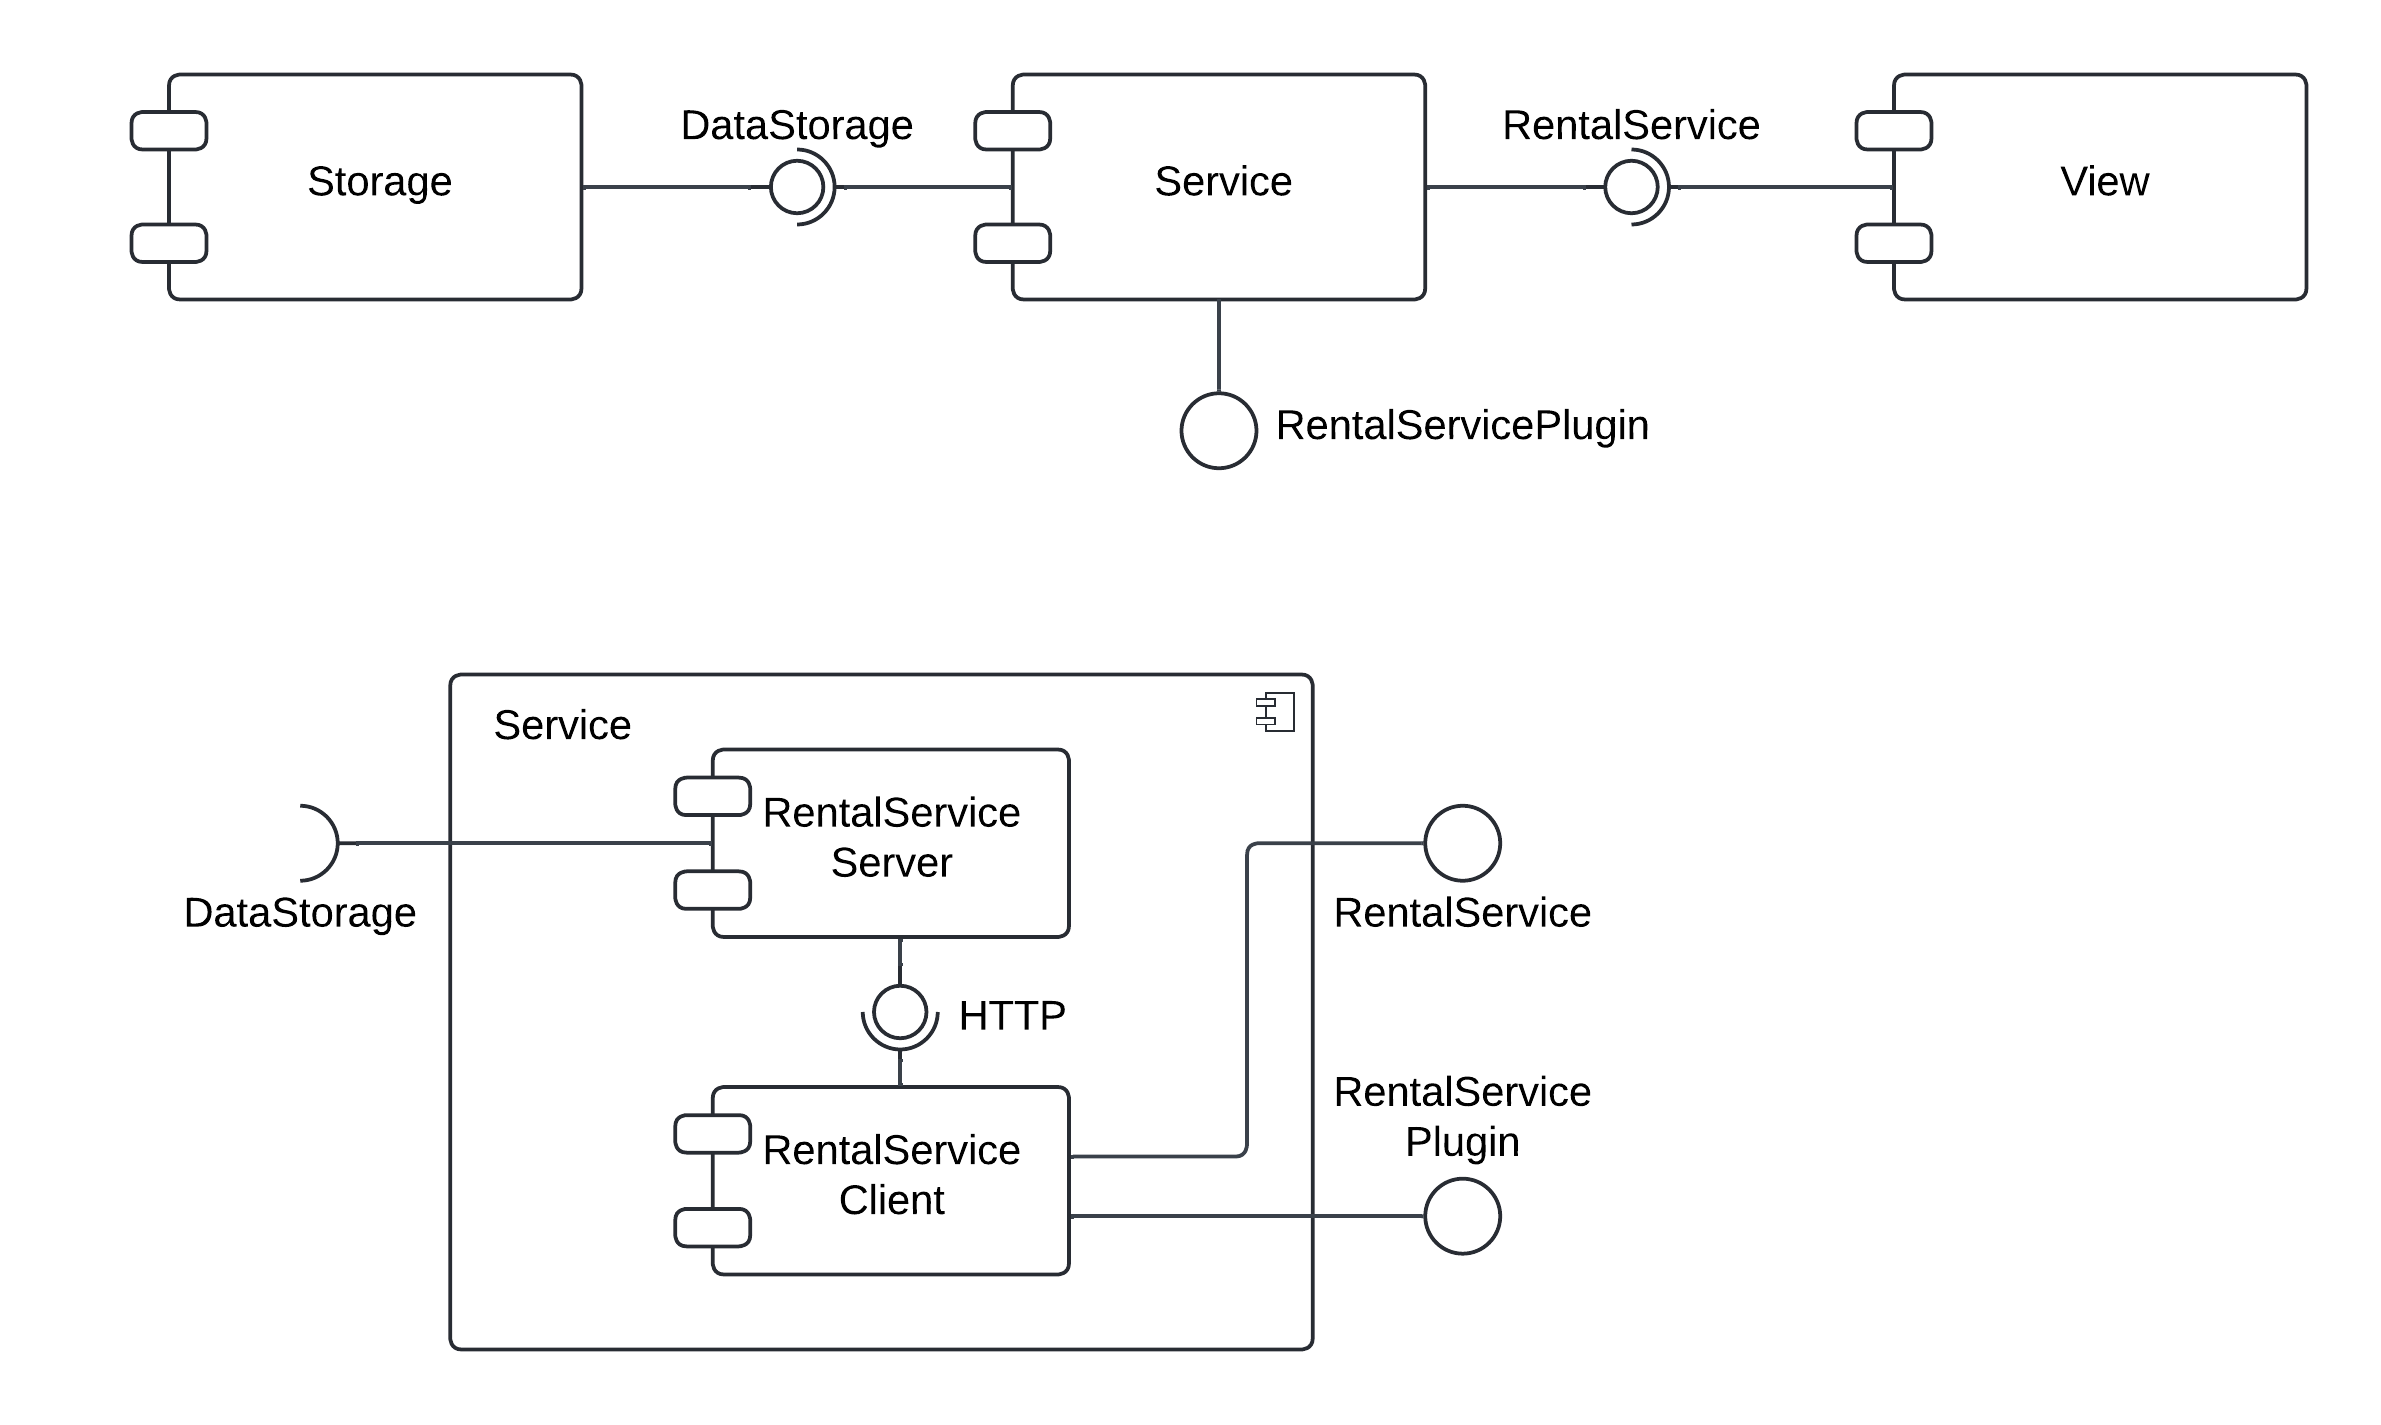 DataStorage
RentalService
Storage
Service
View
RentalServicePlugin
Service
RentalService
Server
DataStorage
RentalService
HTTP
RentalService
Plugin
RentalService
Client